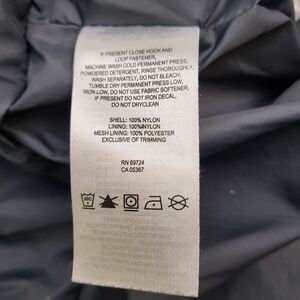 IF PRESENT CLOSE HOOK AND
LOOP FASTENER,
MACHINE WASH COLD PERMANENT PRESS,
POWDERED DETERGENT, RINSE THOROUGHLY,
WASH SEPARATELY, DO NOT BLEACH,
TUMBLE DRY PERMANENT PRESS LOW,
IRON LOW, DO NOT USE FABRIC SOFTENER,
IF PRESENT DO NOT IRON DECAL,
DO NOT DRYCLEAN
SHELL: 100% NYLON
LINING: 100% NYLON
MESH LINING: 100% POLYESTER
EXCLUSIVE OF TRIMMING
RN 69724
CA 05367